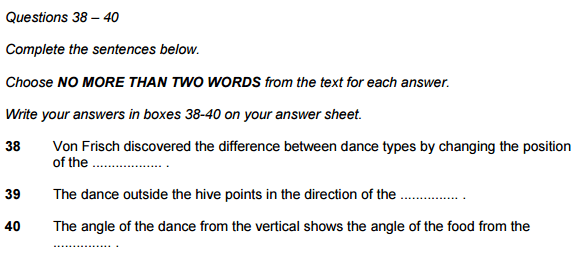 Questions 38 – 40
Complete the sentences below.
Choose NO MORE THAN TWO WORDS from the text for each answer.
Write your answers in boxes 38-40 on your answer sheet.
38 Von Frisch discovered the difference between dance types by changing the position
of the .................. .
39 The dance outside the hive points in the direction of the ............... .
40 The angle of the dance from the vertical shows the angle of the food from the
............... .